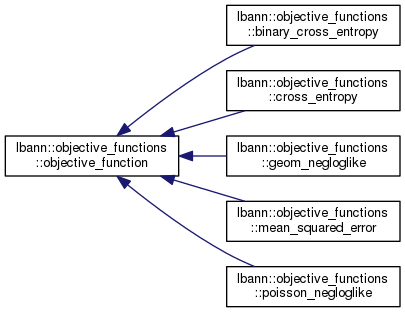 lbann::objective_functions
::binary_cross_entropy
lbann::objective_functions
::cross_entropy
lbann::objective_functions
::objective_function
lbann::objective_functions
::geom_negloglike
lbann::objective_functions
::mean_squared_error
lbann::objective_functions
::poisson_negloglike